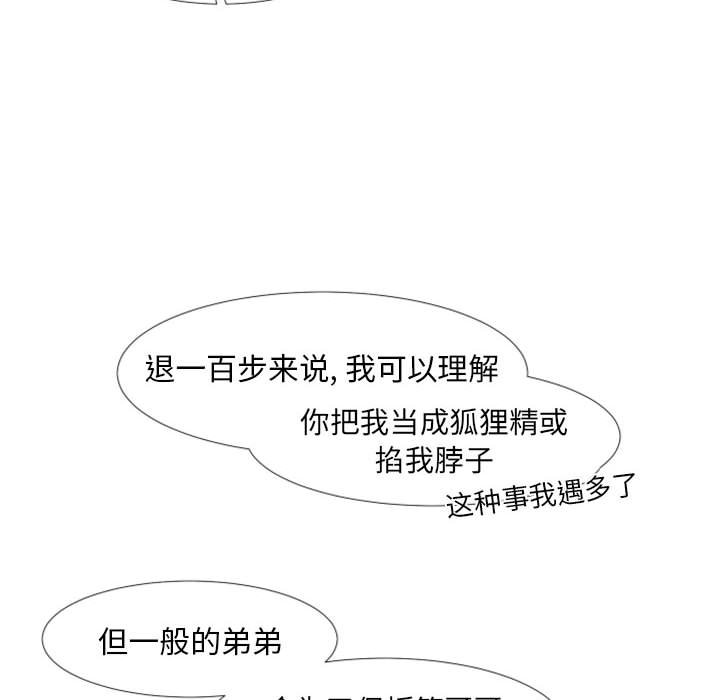 退一百步来说, 我可以理解
你把我当成狐狸精或
掐我脖子
这种事我遇多了
但一般的弟弟